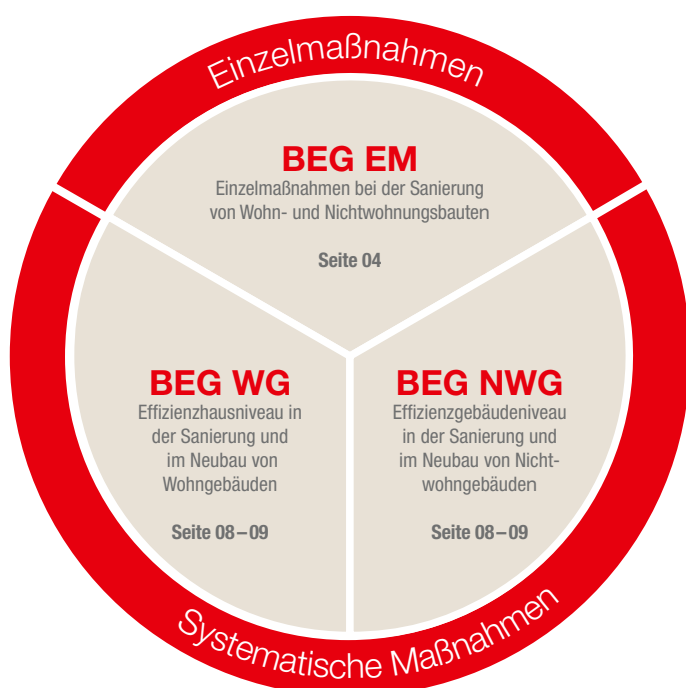 Einzelmaßnahmen
BEG EM
Einzelmaßnahmen bei der Sanierung
von Wohn- und Nichtwohnungsbauten
Seite 04
BEG WG
Effizienzhausniveau in
der Sanierung und
im Neubau von
Wohngebäuden
Seite 08–09
BEG NWG
Effizienzgebäudeniveau
in der Sanierung und
im Neubau von Nicht-
wohngebäuden
Seite 08–09
Systematische Maßnahmen